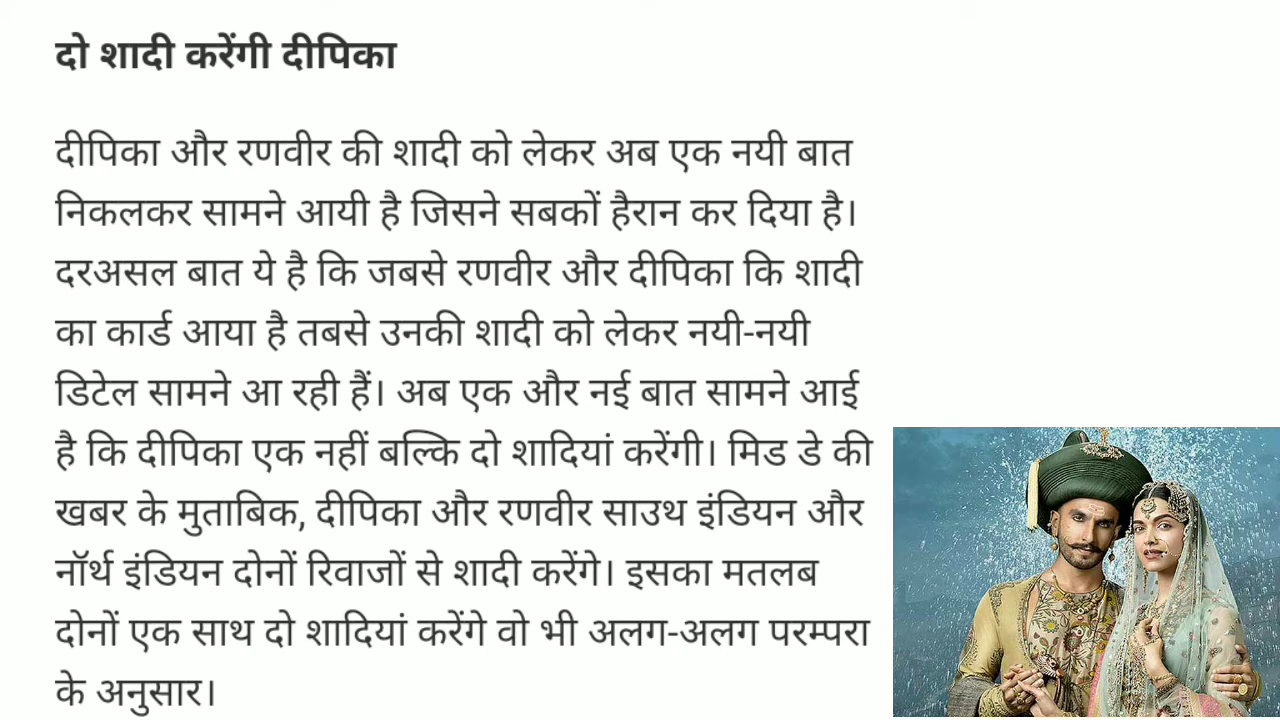 दो शादी करेंगी दीपिका
दीपिका और रणवीर की शादी को लेकर अब एक नयी बात
निकलकर सामने आयी है जिसने सबकों हैरान कर दिया है।
दरअसल बात ये है कि जबसे रणवीर और दीपिका कि शादी
का कार्ड आया है तबसे उनकी शादी को लेकर नयी-नयी
डिटेल सामने आ रही हैं। अब एक और नई बात सामने आई
है कि दीपिका एक नहीं बल्कि दो शादियां करेंगी। मिड डे की
खबर के मुताबिक, दीपिका और रणवीर साउथ इंडियन और
नॉर्थ इंडियन दोनों रिवाजों से शादी करेंगे। इसका मतलब
दोनों एक साथ दो शादियां करेंगे वो भी अलग-अलग परम्परा
के अनुसार।